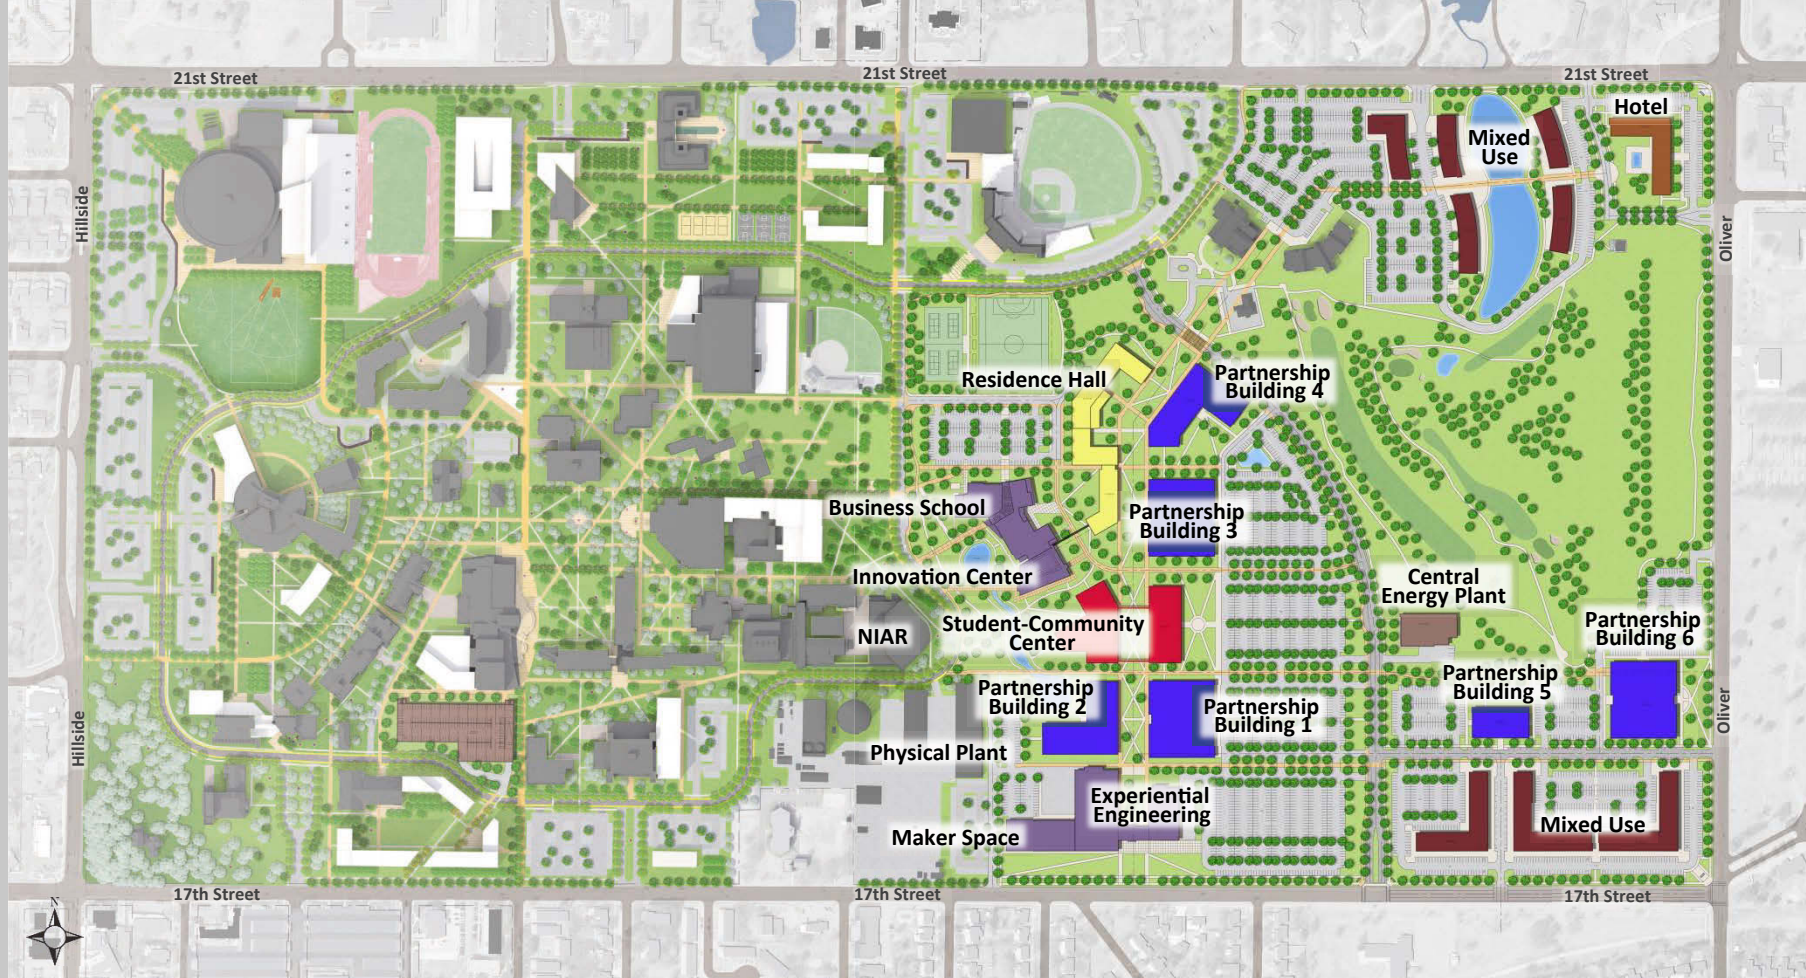 21st Street
21st Street
21st Street
Hotel
Mixed
Use
Hillside
Oliver
Residence Hall
Partnership
Building 4
Business School
Partnership
Building 3
Innovation Center
Central
Energy Plant
NIAR
Student-Community
Center
Partnership
Building 6
Partnership
Building 5
Partnership
Building 2
Partnership
Building 1
Hillside
Oliver
Physical Plant
Experiential
Engineering
Maker Space
Mixed Use
17th Street
17th Street
17th Street
N